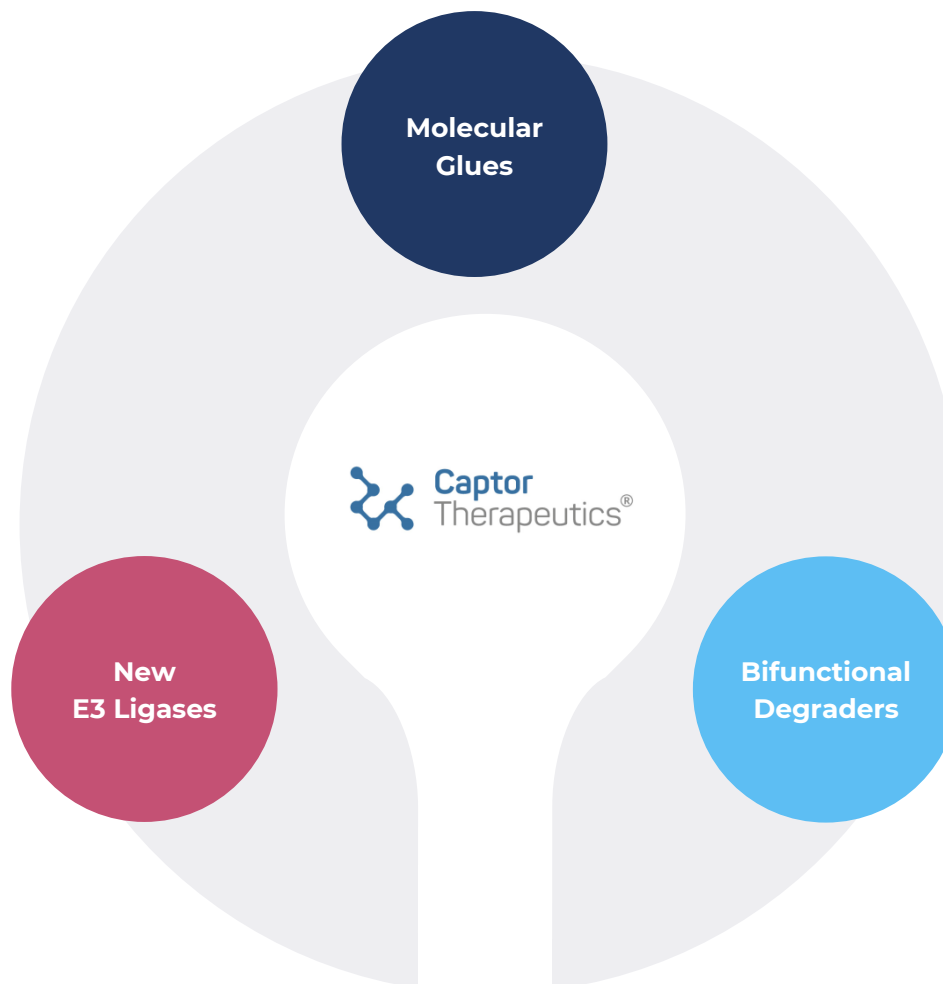 Molecular
Glues
Captor
Therapeutics®
New
E3 Ligases
Bifunctional
Degraders